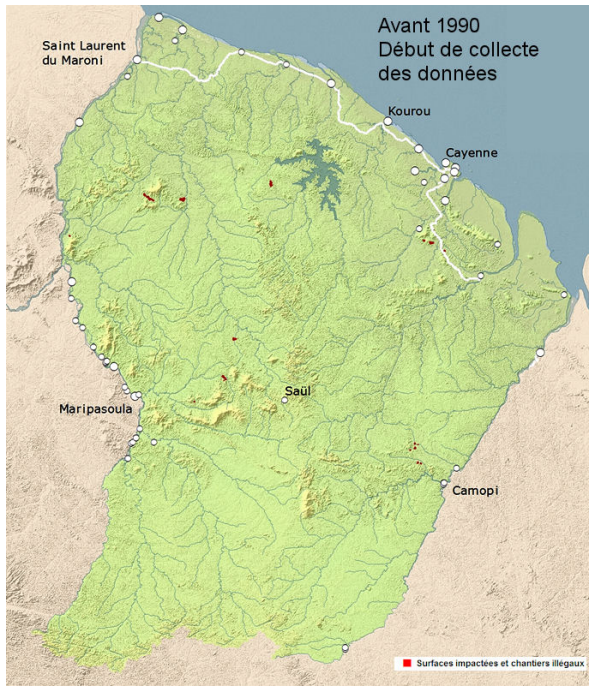 Avant 1990
Début de collecte
des données
Saint Laurent
du Maroni
Kourou
Cayenne
Saül
Maripasoula
Camopi
Surfaces impactées et chantiers illégaux